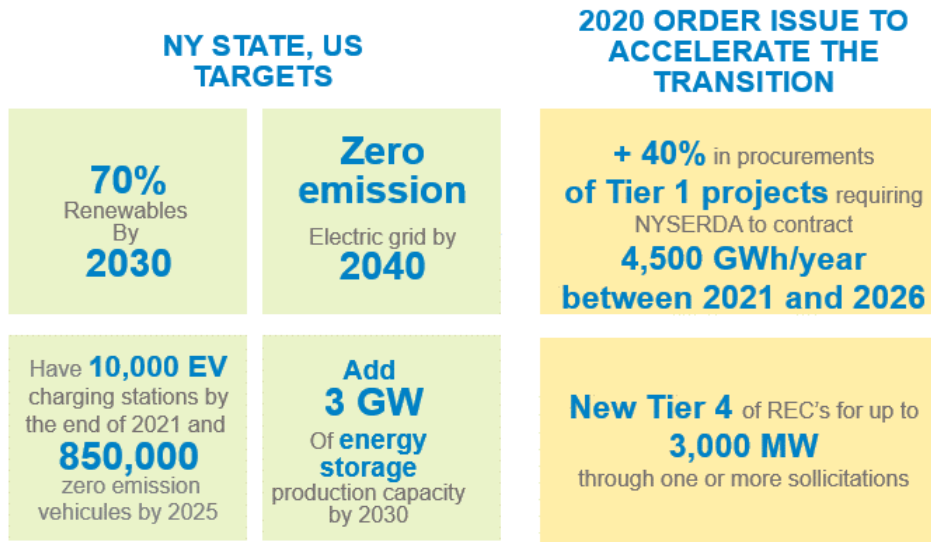 NY STATE, US
TARGETS
70%
Renewables
By
2030
Zero
emission
Electric grid by
2040
Have 10,000 EV
charging stations by
the end of 2021 and
850,000
zero emission
vehicules by 2025
Add
3 GW
Of energy
storage
production capacity
by 2030
2020 ORDER ISSUE TO
ACCELERATE THE
TRANSITION
+ 40% in procurements
of Tier 1 projects requiring
NYSERDA to contract
4,500 GWh/year
between 2021 and 2026
New Tier 4 of REC's for up to
3,000 MW
through one or more sollicitations